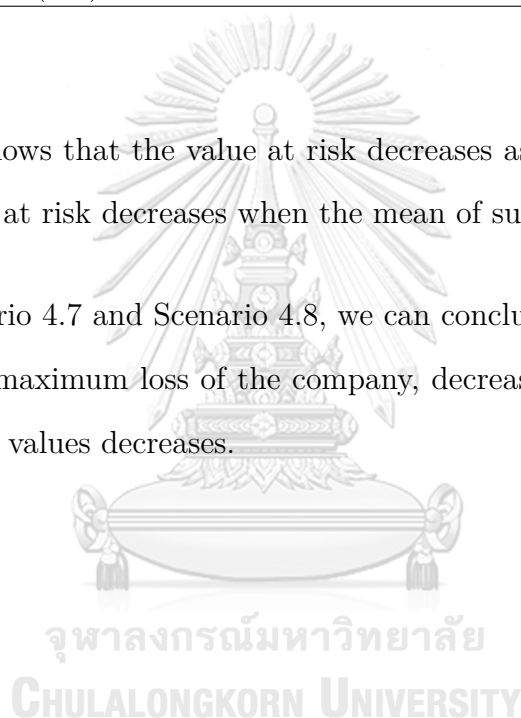 hows that the value at risk decreases as
at risk decreases when the mean of su
rio 4.7 and Scenario 4.8, we can conclu
maximum loss of the company, decreas
values decreases.
จุฬาลงกรณ์มหาวิทยาลัย
CHULALONGKORN UNIVERSITY